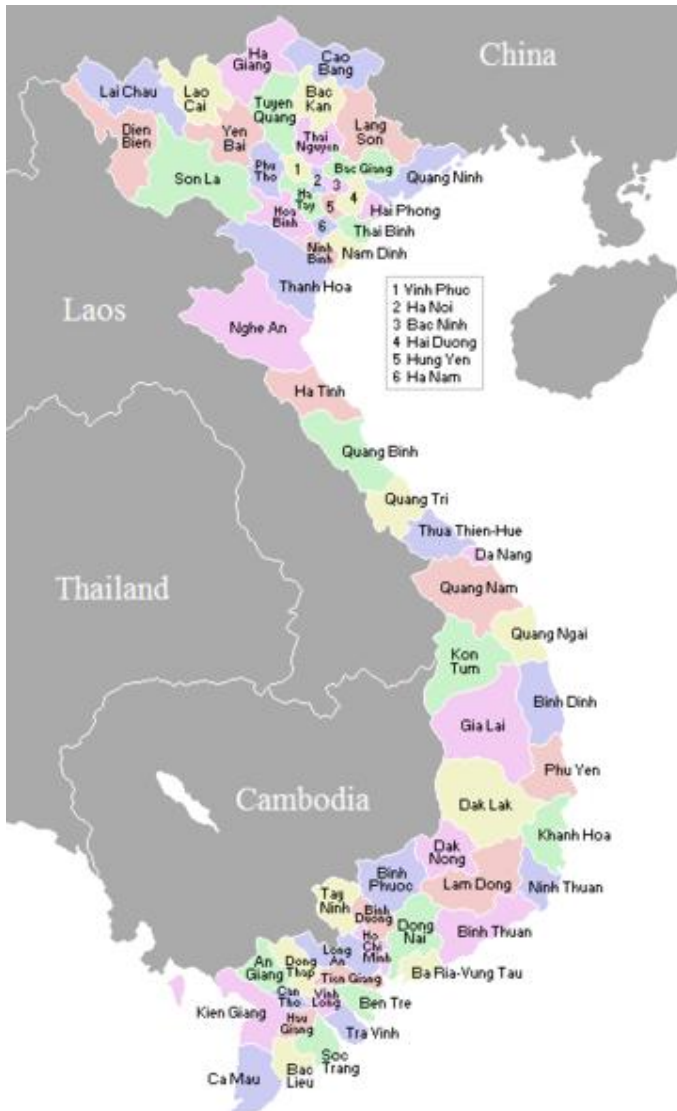 China
Ha
Giang
Cao
Bang
Lai Chau
Lao
Cai
Tuyen
Quang
Bac
Kan
Dien
Bien
Yen
Bai
Thai
Nguyen
Lang
Son
Son La
Phu
Tho
1
2
3
4
Bac Giang
Quang Ninh
Ha
Tay
5
Hoa
Binh
6
Hai Phong
Thai Binh
Ninh
Binh
Nam Dinh
Thanh Hoa
Laos
Nghe An
1 Vinh Phuc
2 Ha Noi
3 Bac Ninh
4 Hai Duong
5 Hung Yen
6 Ha Nam
Ha Tinh
Quang Binh
Quang Tri
Thua Thien-Hue
Da Nang
Thailand
Quang Nam
Quang Ngai
Kon
Tum
Binh Dinh
Gia Lai
Phu Yen
Cambodia
Dak Lak
Khanh Hoa
Dak
Nong
Binh
Phuoc
Lam Dong
Ninh Thuan
Tay
Ninh
Binh
Duong
Dong
Nai
Binh Thuan
Ho
Chi
Minh
Long
An
An
Giang
Dong
Thap
Ba Ria-Vung Tau
Tien Giang
Can
Tho
Vinh
Long
Ben Tre
Kien Giang
Hau
Giang
Tra Vinh
Soc
Trang
Ca Mau
Bac
Lieu